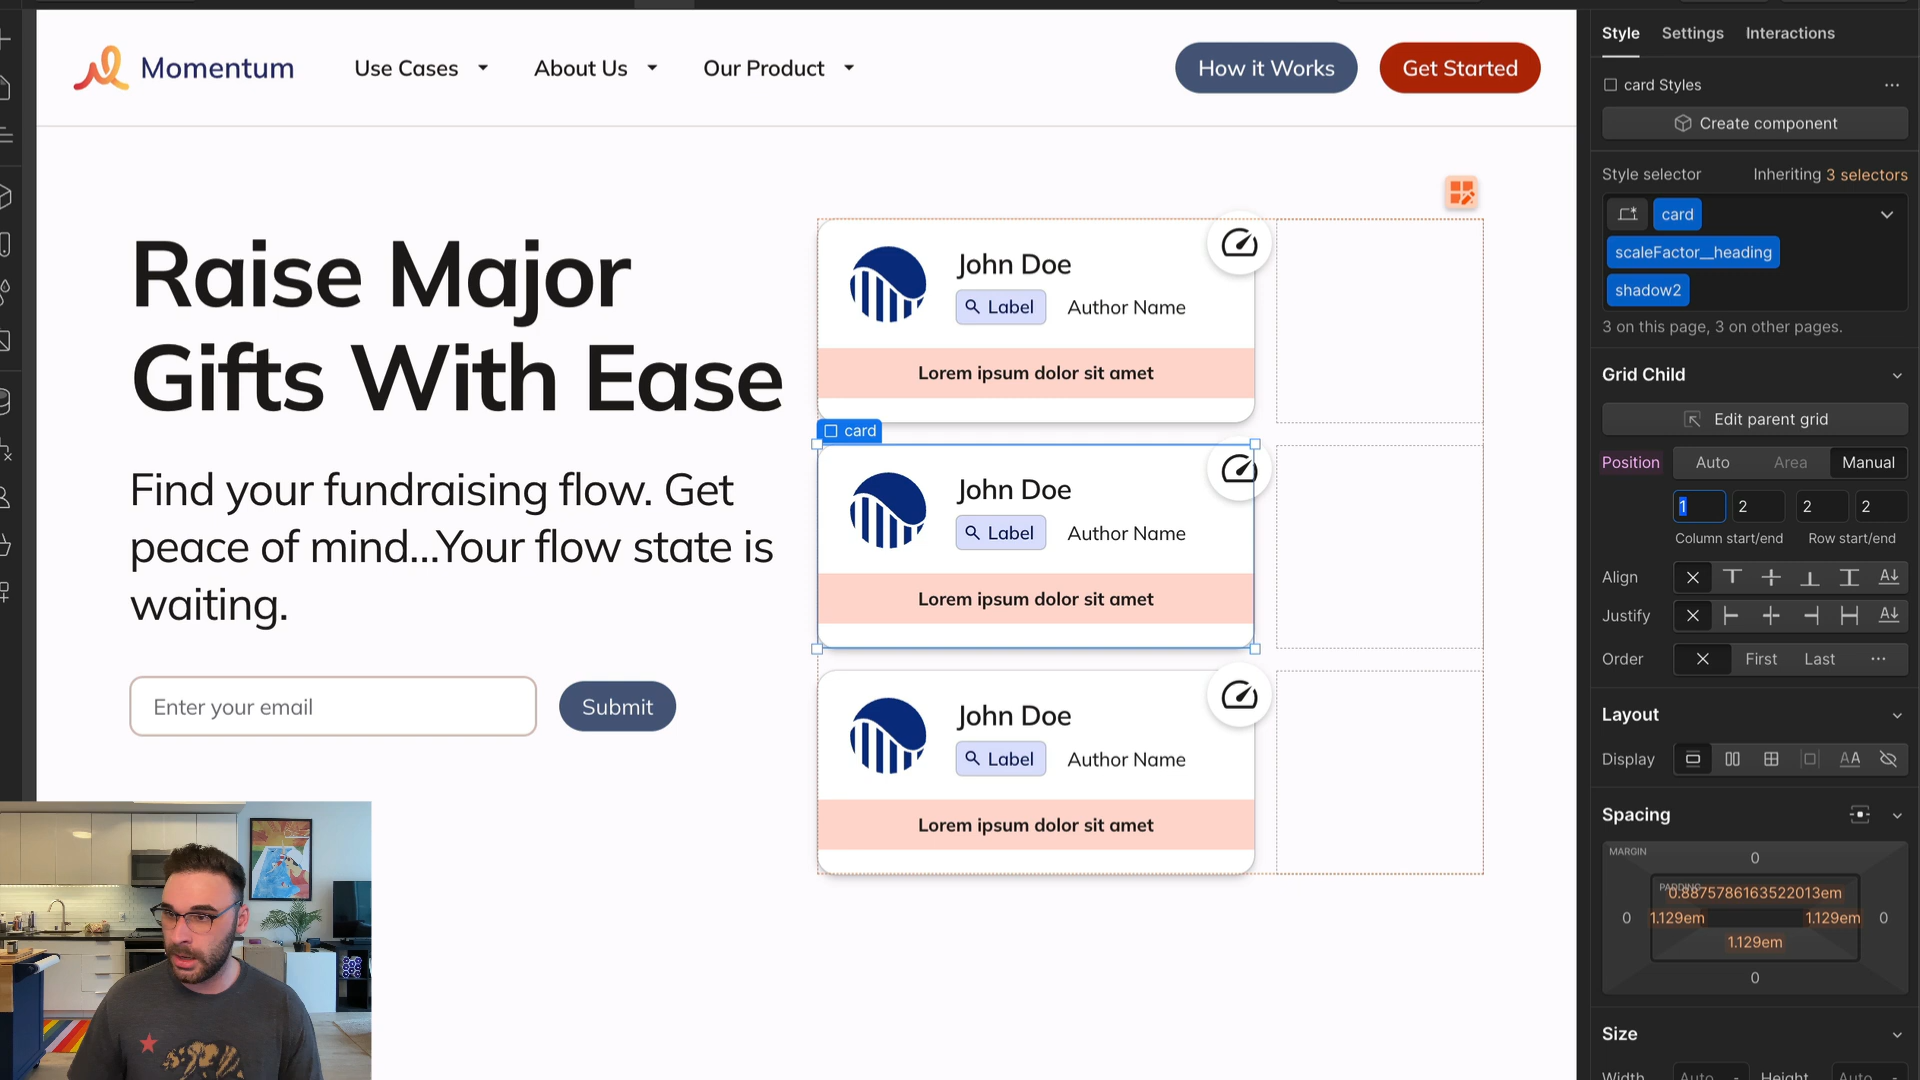 Momentum
Use Cases
About Us
Our Product
How it Works
Get Started
Raise Major
Gifts With Ease
Find your fundraising flow. Get
peace of mind...Your flow state is
waiting.
Enter your email
Submit
John Doe
Label
Author Name
Lorem ipsum dolor sit amet
card
John Doe
Label
Author Name
Lorem ipsum dolor sit amet
John Doe
Label
Author Name
Lorem ipsum dolor sit amet
Style
Settings
Interactions
card Styles
Create component
Style selector
Inheriting 3 selectors
card
scaleFactor__heading
shadow2
3 on this page, 3 on other pages.
Grid Child
Edit parent grid
Position
Auto
Area
Manual
1
2
2
2
Column start/end
Row start/end
Align
Justify
Order
First
Last
Layout
Display
Spacing
MARGIN
0
PADDING
0.8875786163522013em
0
1.129em
1.129em
0
1.129em
0
Size
Width
Auto
-
Height
Auto
-